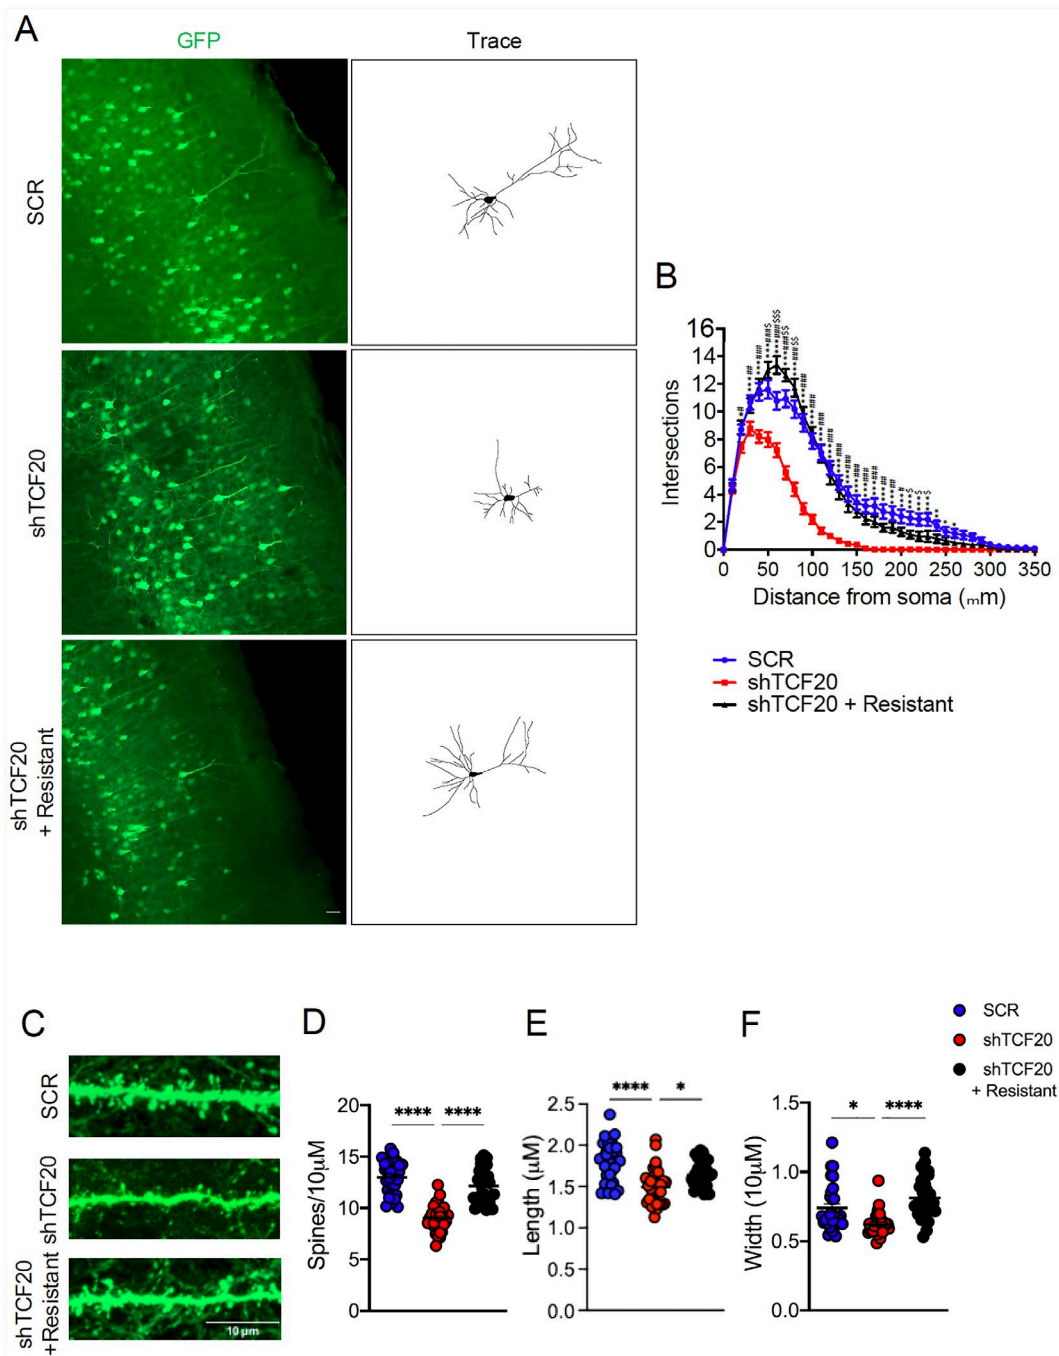 A
GFP
Trace
SCR
shTCF20
shTCF20
+ Resistant
B
16
14
12
10
8
6
4
2
0
Intersections
0 50 100 150 200 250 300 350
Distance from soma (mm)
SCR
shTCF20
shTCF20 + Resistant
C
SCR
shTCF20
shTCF20
+Resistant
10 µm
D
20
15
10
5
0
Spines/10µM
**** ****
E
2.5
2.0
1.5
1.0
0.5
0.0
Length (µM)
**** *
F
1.5
1.0
0.5
0.0
Width (10µM)
* ****
SCR
shTCF20
shTCF20
+ Resistant